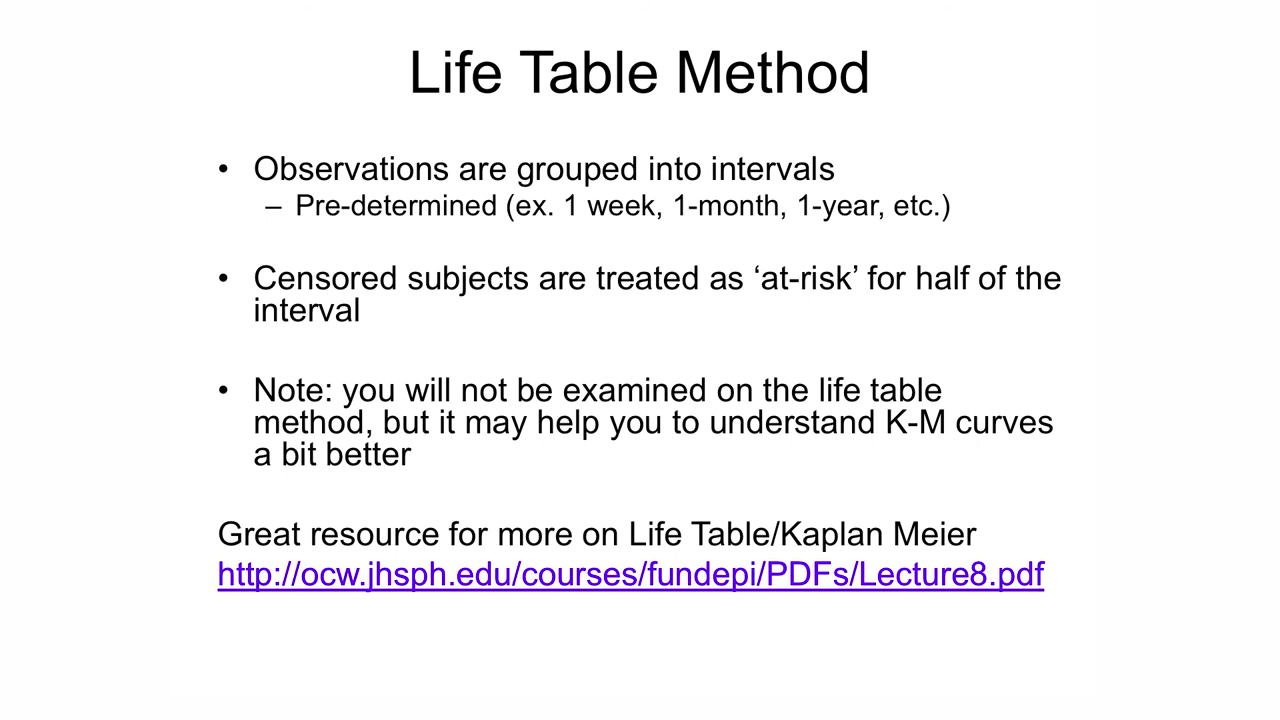 Life Table Method
• Observations are grouped into intervals
– Pre-determined (ex. 1 week, 1-month, 1-year, etc.)
• Censored subjects are treated as ‘at-risk’ for half of the
interval
• Note: you will not be examined on the life table
method, but it may help you to understand K-M curves
a bit better
Great resource for more on Life Table/Kaplan Meier
http://ocw.jhsph.edu/courses/fundepi/PDFs/Lecture8.pdf